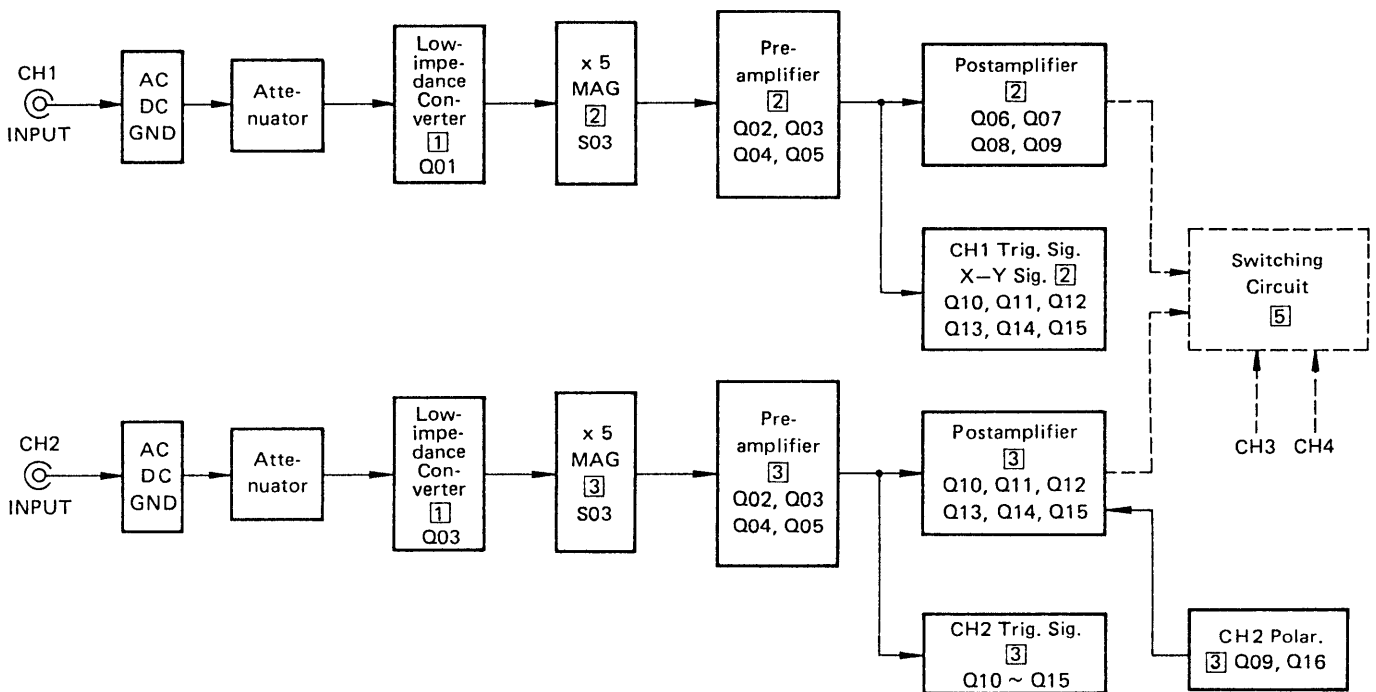 CH1
INPUT
AC
DC
GND
Atte-
nuator
Low-
impe-
dance
Con-
verter
1
Q01
x 5
MAG
2
S03
Pre-
amplifier
2
Q02, Q03
Q04, Q05
Postamplifier
2
Q06, Q07
Q08, Q09
CH1 Trig. Sig.
X–Y Sig. 2
Q10, Q11, Q12
Q13, Q14, Q15
Switching
Circuit
5
CH3
CH4
CH2
INPUT
AC
DC
GND
Atte-
nuator
Low-
impe-
dance
Con-
verter
1
Q03
x 5
MAG
3
S03
Pre-
amplifier
3
Q02, Q03
Q04, Q05
Postamplifier
3
Q10, Q11, Q12
Q13, Q14, Q15
CH2 Trig. Sig.
3
Q10 ~ Q15
CH2 Polar.
3 Q09, Q16